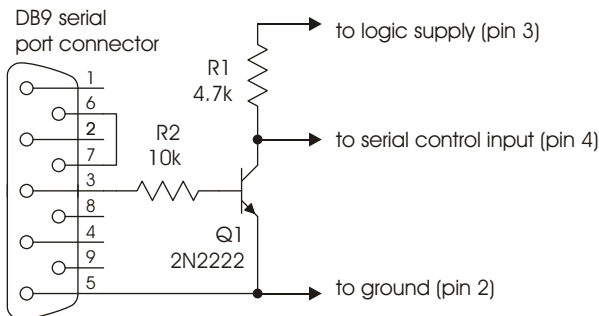 DB9 serial
port connector
1
6
2
7
3
8
4
9
5
R2
10k
R1
4.7k
Q1
2N2222
to logic supply (pin 3)
to serial control input (pin 4)
to ground (pin 2)